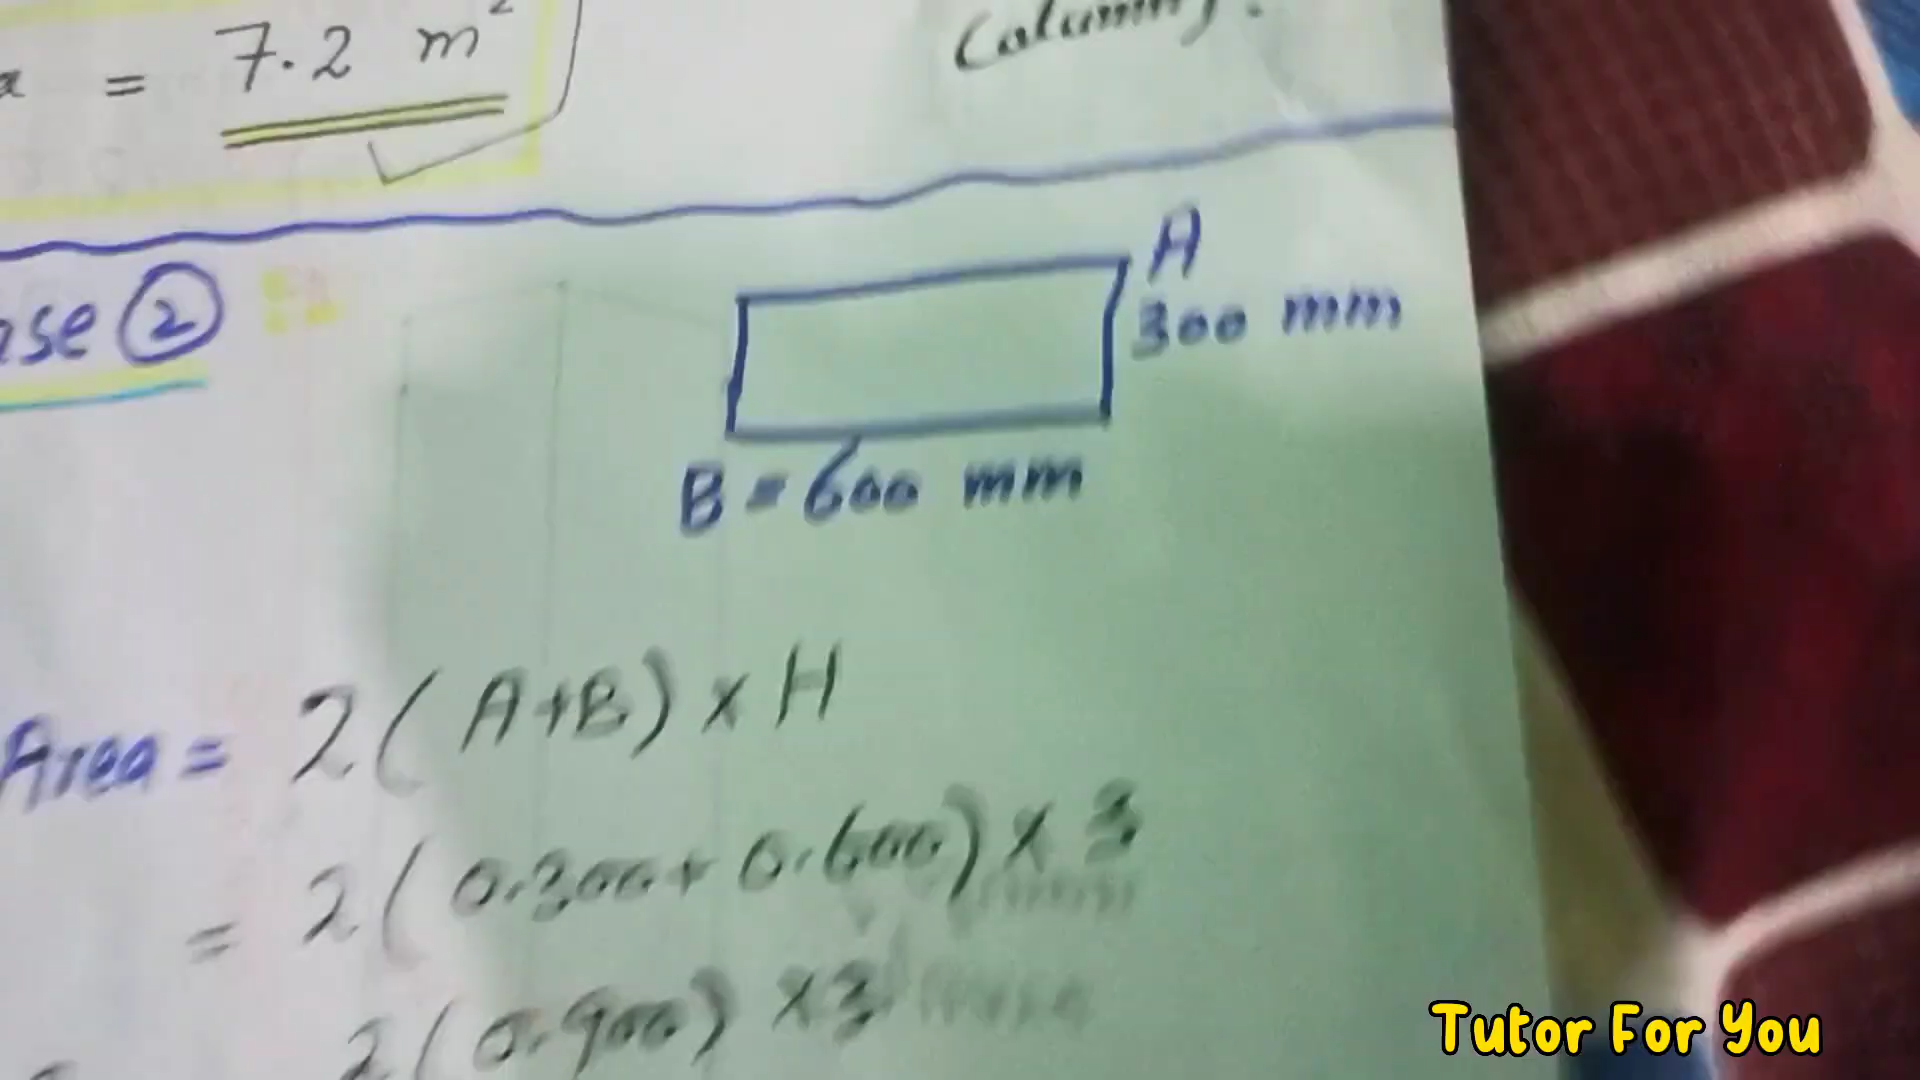 = 7.2 m²
Column
ase ②
A
300 mm
B = 600 mm
Area = 2(A+B) x H
= 2(0.300+0.600) x 3
2(0.900) x3
Tutor For You